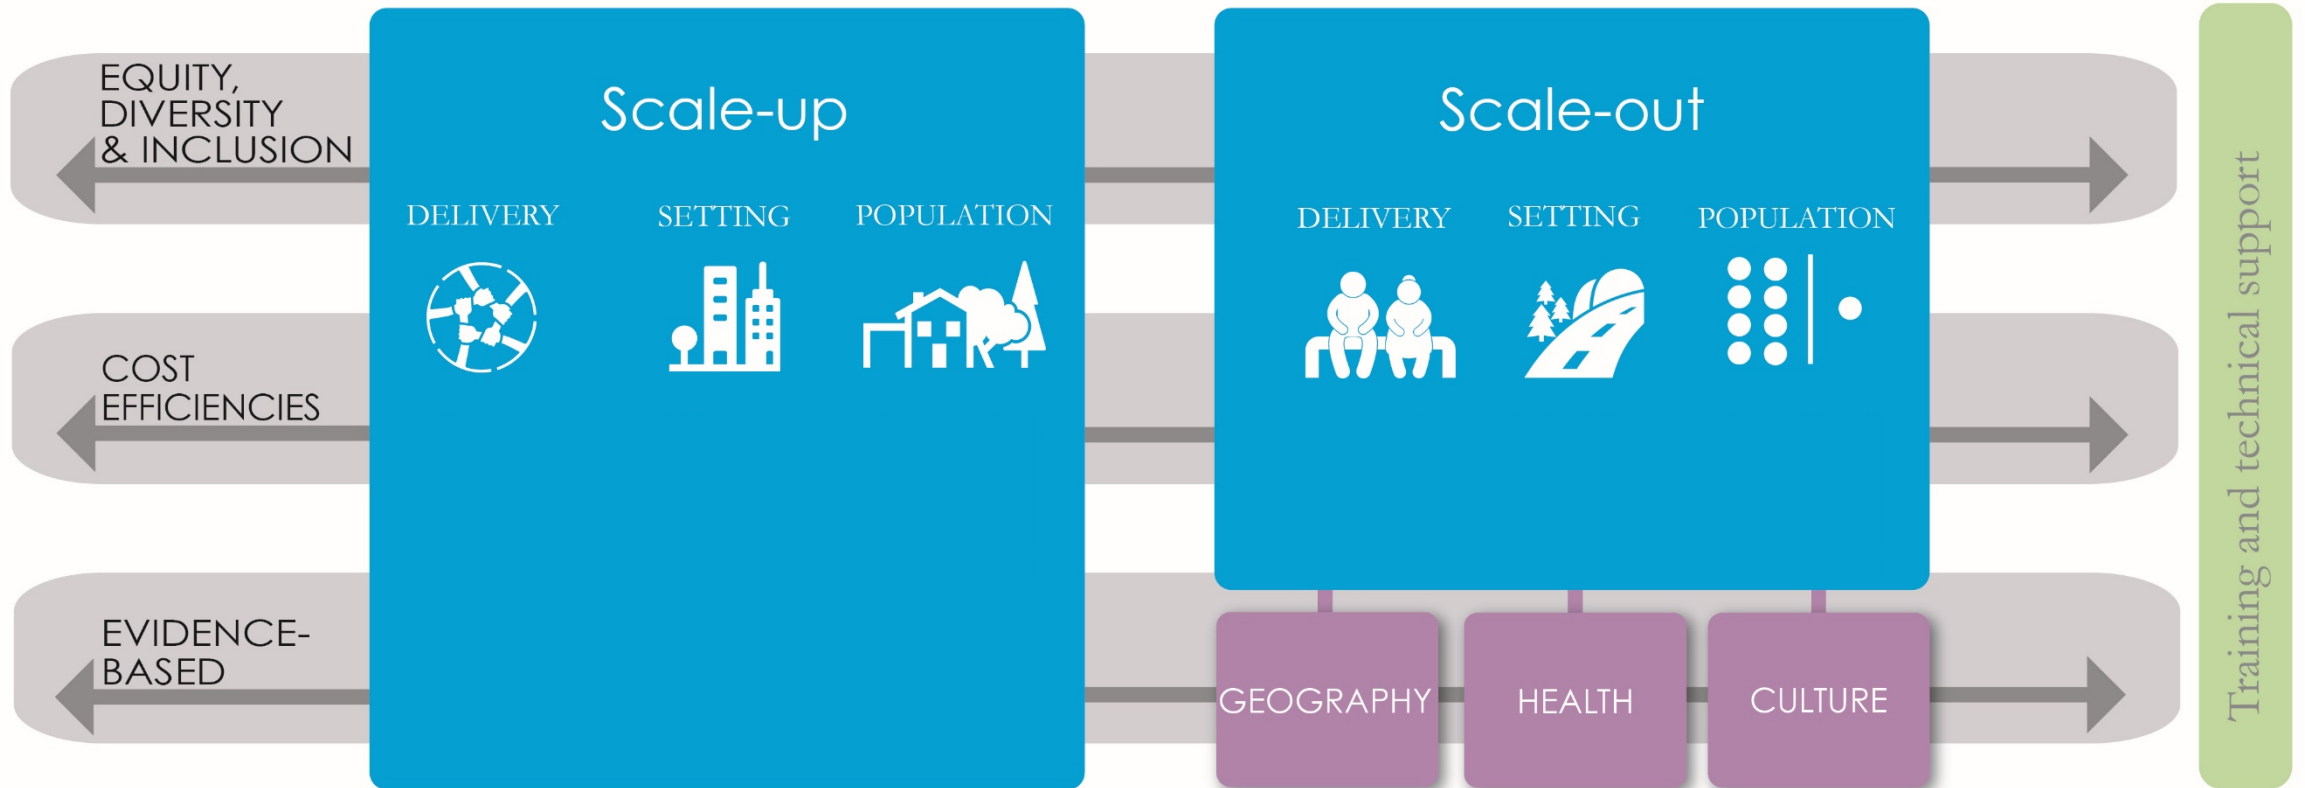 EQUITY,
DIVERSITY
& INCLUSION
COST
EFFICIENCIES
EVIDENCE-
BASED
Scale-up
DELIVERY
SETTING
POPULATION
Scale-out
DELIVERY
SETTING
POPULATION
GEOGRAPHY
HEALTH
CULTURE
Training and technical support